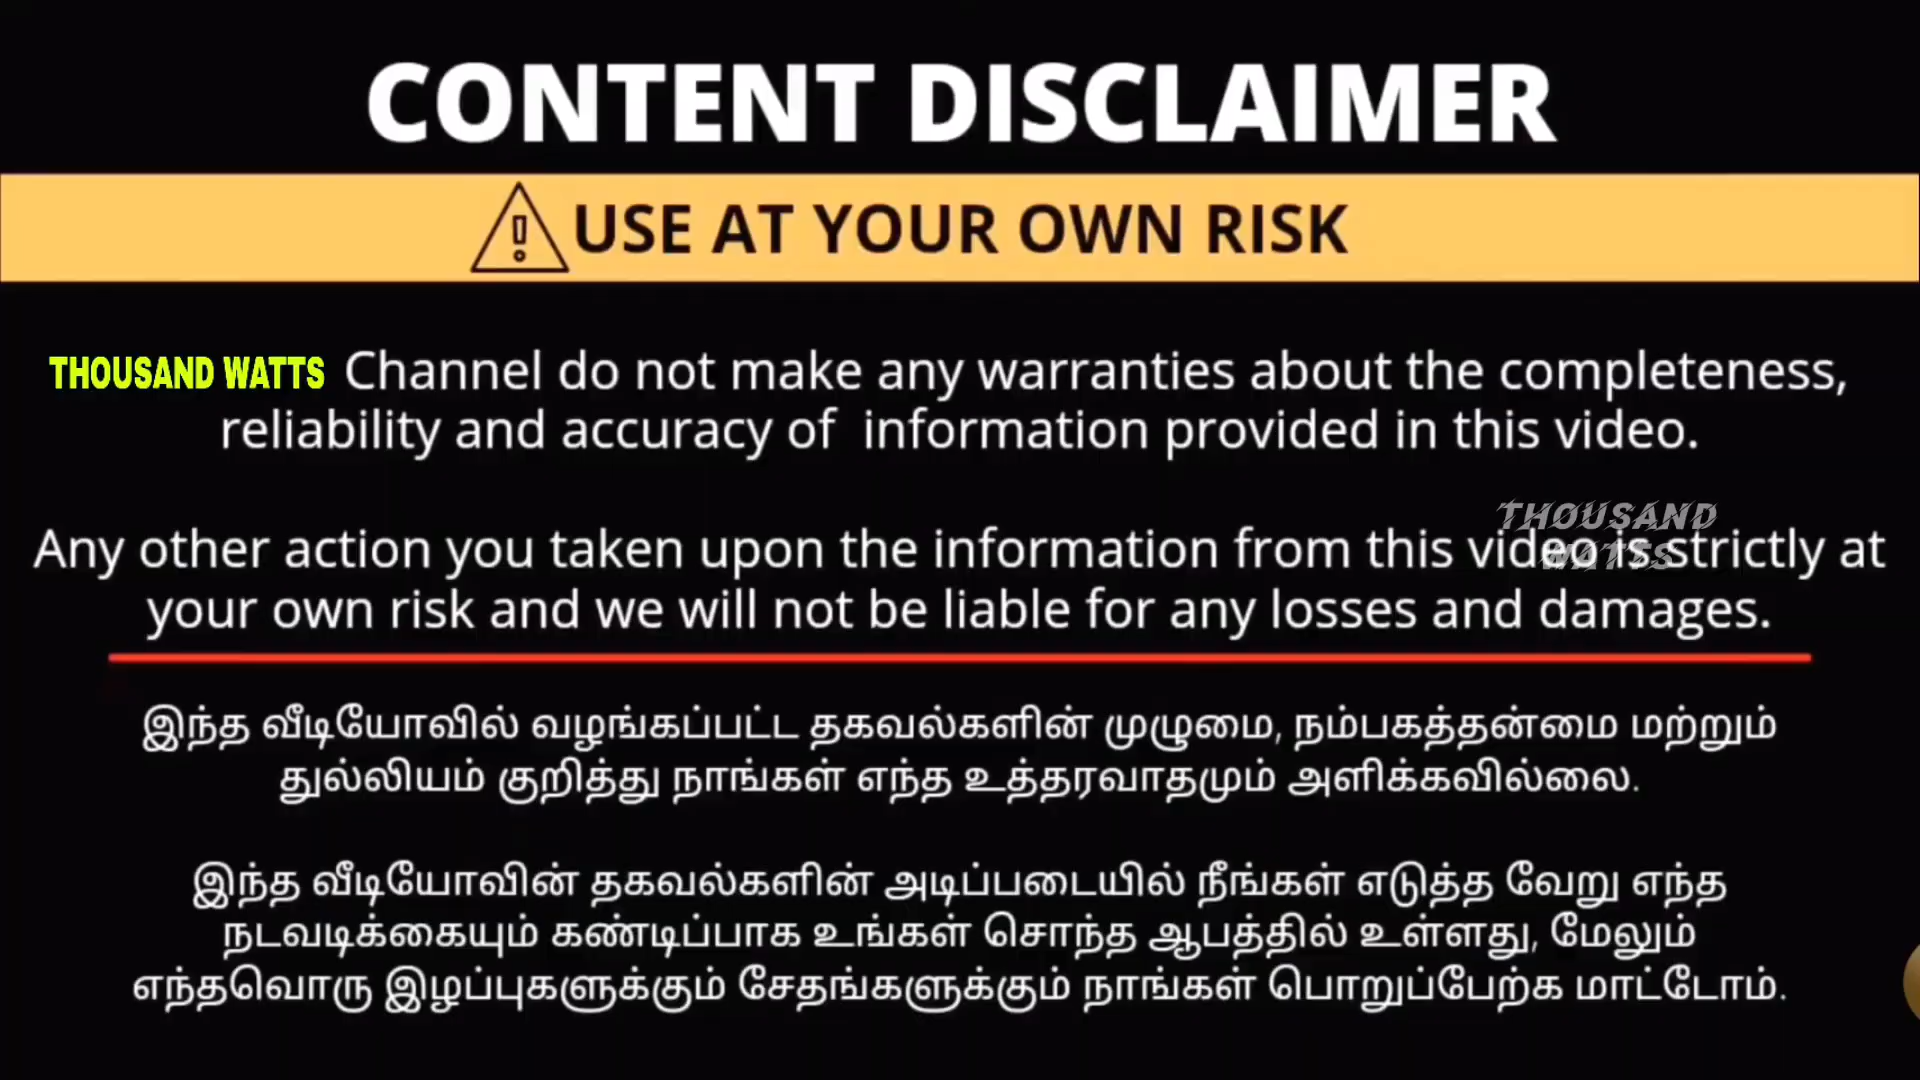 CONTENT DISCLAIMER
USE AT YOUR OWN RISK
THOUSAND WATTS Channel do not make any warranties about the completeness,
reliability and accuracy of information provided in this video.
THOUSAND
WATTS
Any other action you taken upon the information from this video is strictly at
your own risk and we will not be liable for any losses and damages.
இந்த வீடியோவில் வழங்கப்பட்ட தகவல்களின் முழுமை, நம்பகத்தன்மை மற்றும்
துல்லியம் குறித்து நாங்கள் எந்த உத்தரவாதமும் அளிக்கவில்லை.
இந்த வீடியோவின் தகவல்களின் அடிப்படையில் நீங்கள் எடுத்த வேறு எந்த
நடவடிக்கையும் கண்டிப்பாக உங்கள் சொந்த ஆபத்தில் உள்ளது, மேலும்
எந்தவொரு இழப்புகளுக்கும் சேதங்களுக்கும் நாங்கள் பொறுப்பேற்க மாட்டோம்.